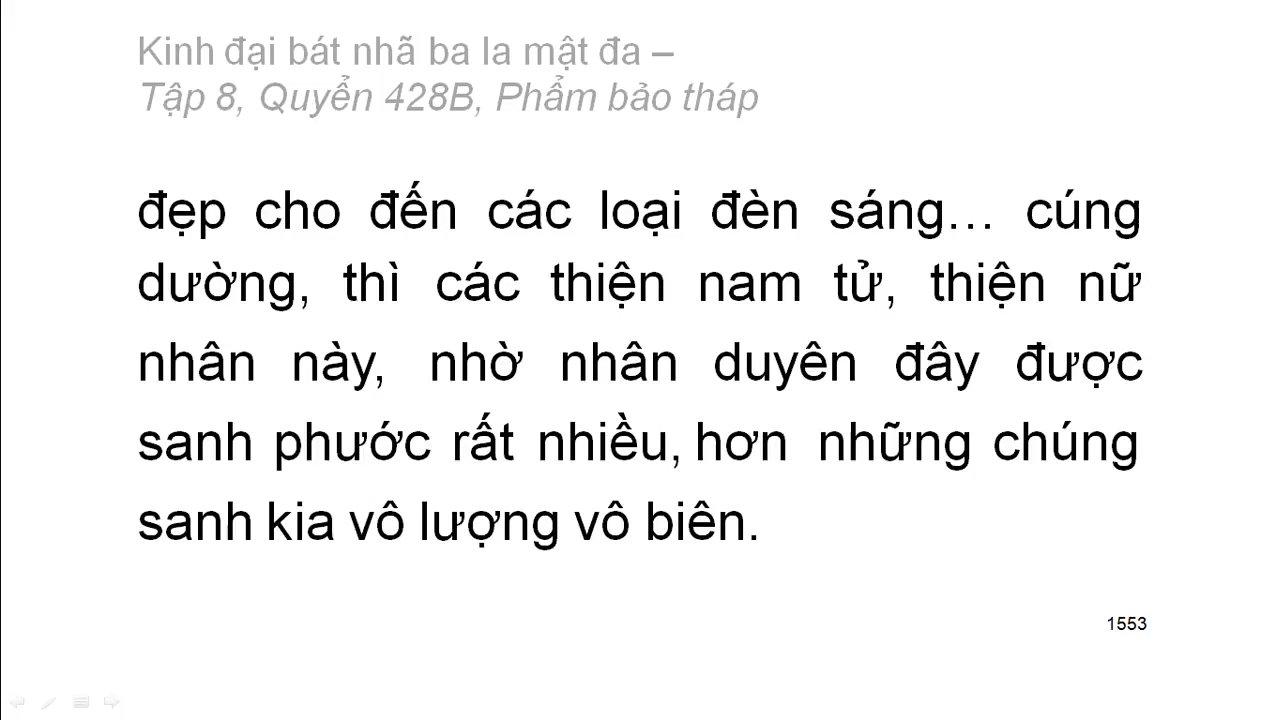 Kinh đại bát nhã ba la mật đa –
Tập 8, Quyển 428B, Phẩm bảo tháp
đẹp cho đến các loại đèn sáng… cúng
dường, thì các thiện nam tử, thiện nữ
nhân này, nhờ nhân duyên đây được
sanh phước rất nhiều, hơn những chúng
sanh kia vô lượng vô biên.
1553